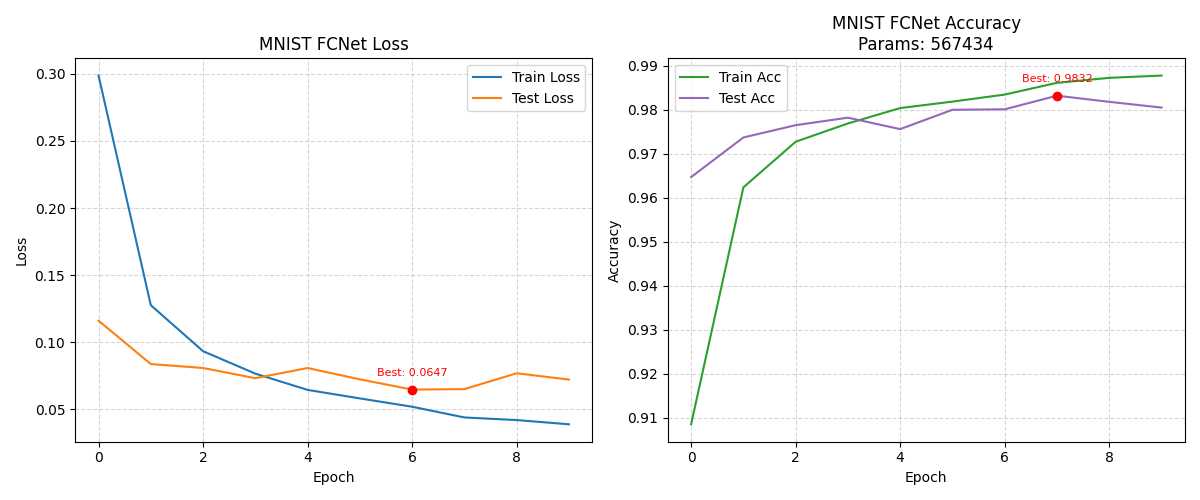 MNIST FCNet Loss
Train Loss
Test Loss
Best: 0.0647
0.30
0.25
0.20
0.15
0.10
0.05
Loss
0 2 4 6 8
Epoch
MNIST FCNet Accuracy
Params: 567434
Train Acc
Test Acc
Best: 0.9832
0.99
0.98
0.97
0.96
0.95
0.94
0.93
0.92
0.91
Accuracy
0 2 4 6 8
Epoch